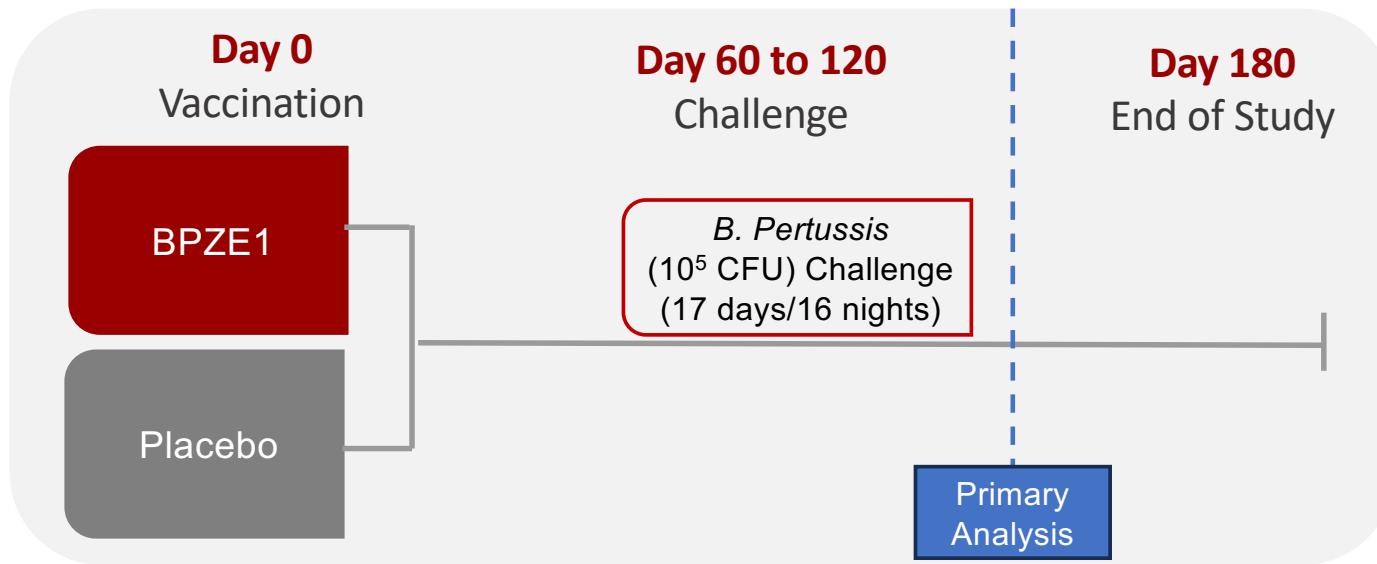 Day 0
Vaccination
Day 60 to 120
Challenge
Day 180
End of Study
BPZE1
B. Pertussis
(10⁵ CFU) Challenge
(17 days/16 nights)
Placebo
Primary
Analysis